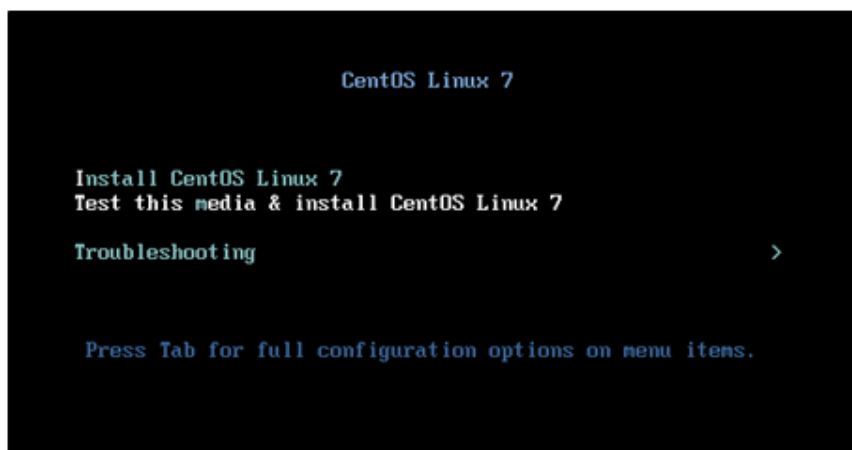 CentOS Linux 7
Install CentOS Linux 7
Test this media & install CentOS Linux 7
Troubleshooting >
Press Tab for full configuration options on menu items.